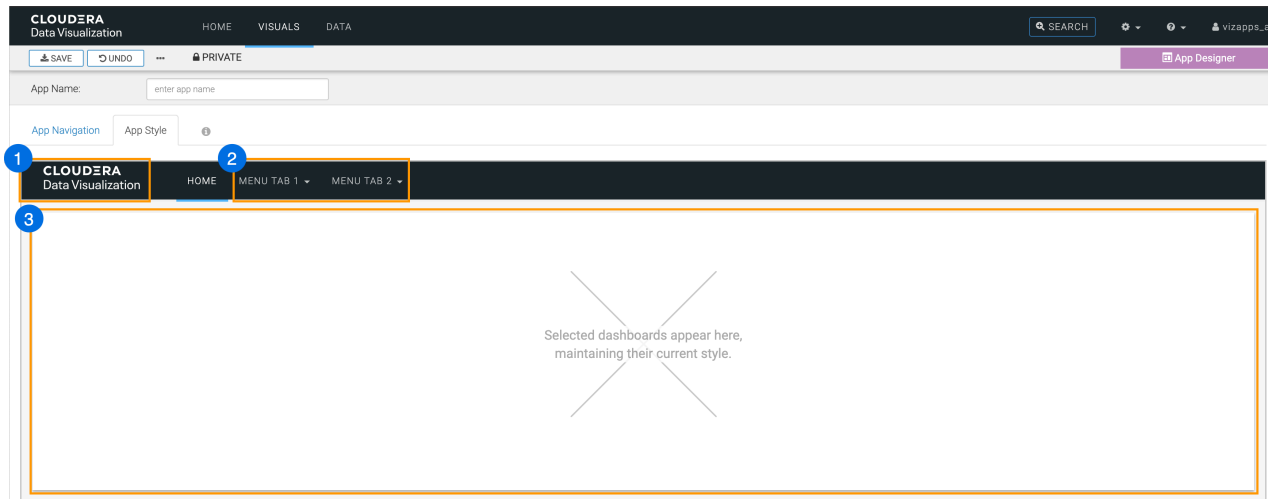 CLOUDERA
Data Visualization
HOME VISUALS DATA
SEARCH
SAVE UNDO PRIVATE
App Designer
App Name: enter app name
App Navigation App Style
1
2
CLOUDERA
Data Visualization
HOME MENU TAB 1 MENU TAB 2
3
Selected dashboards appear here,
maintaining their current style.